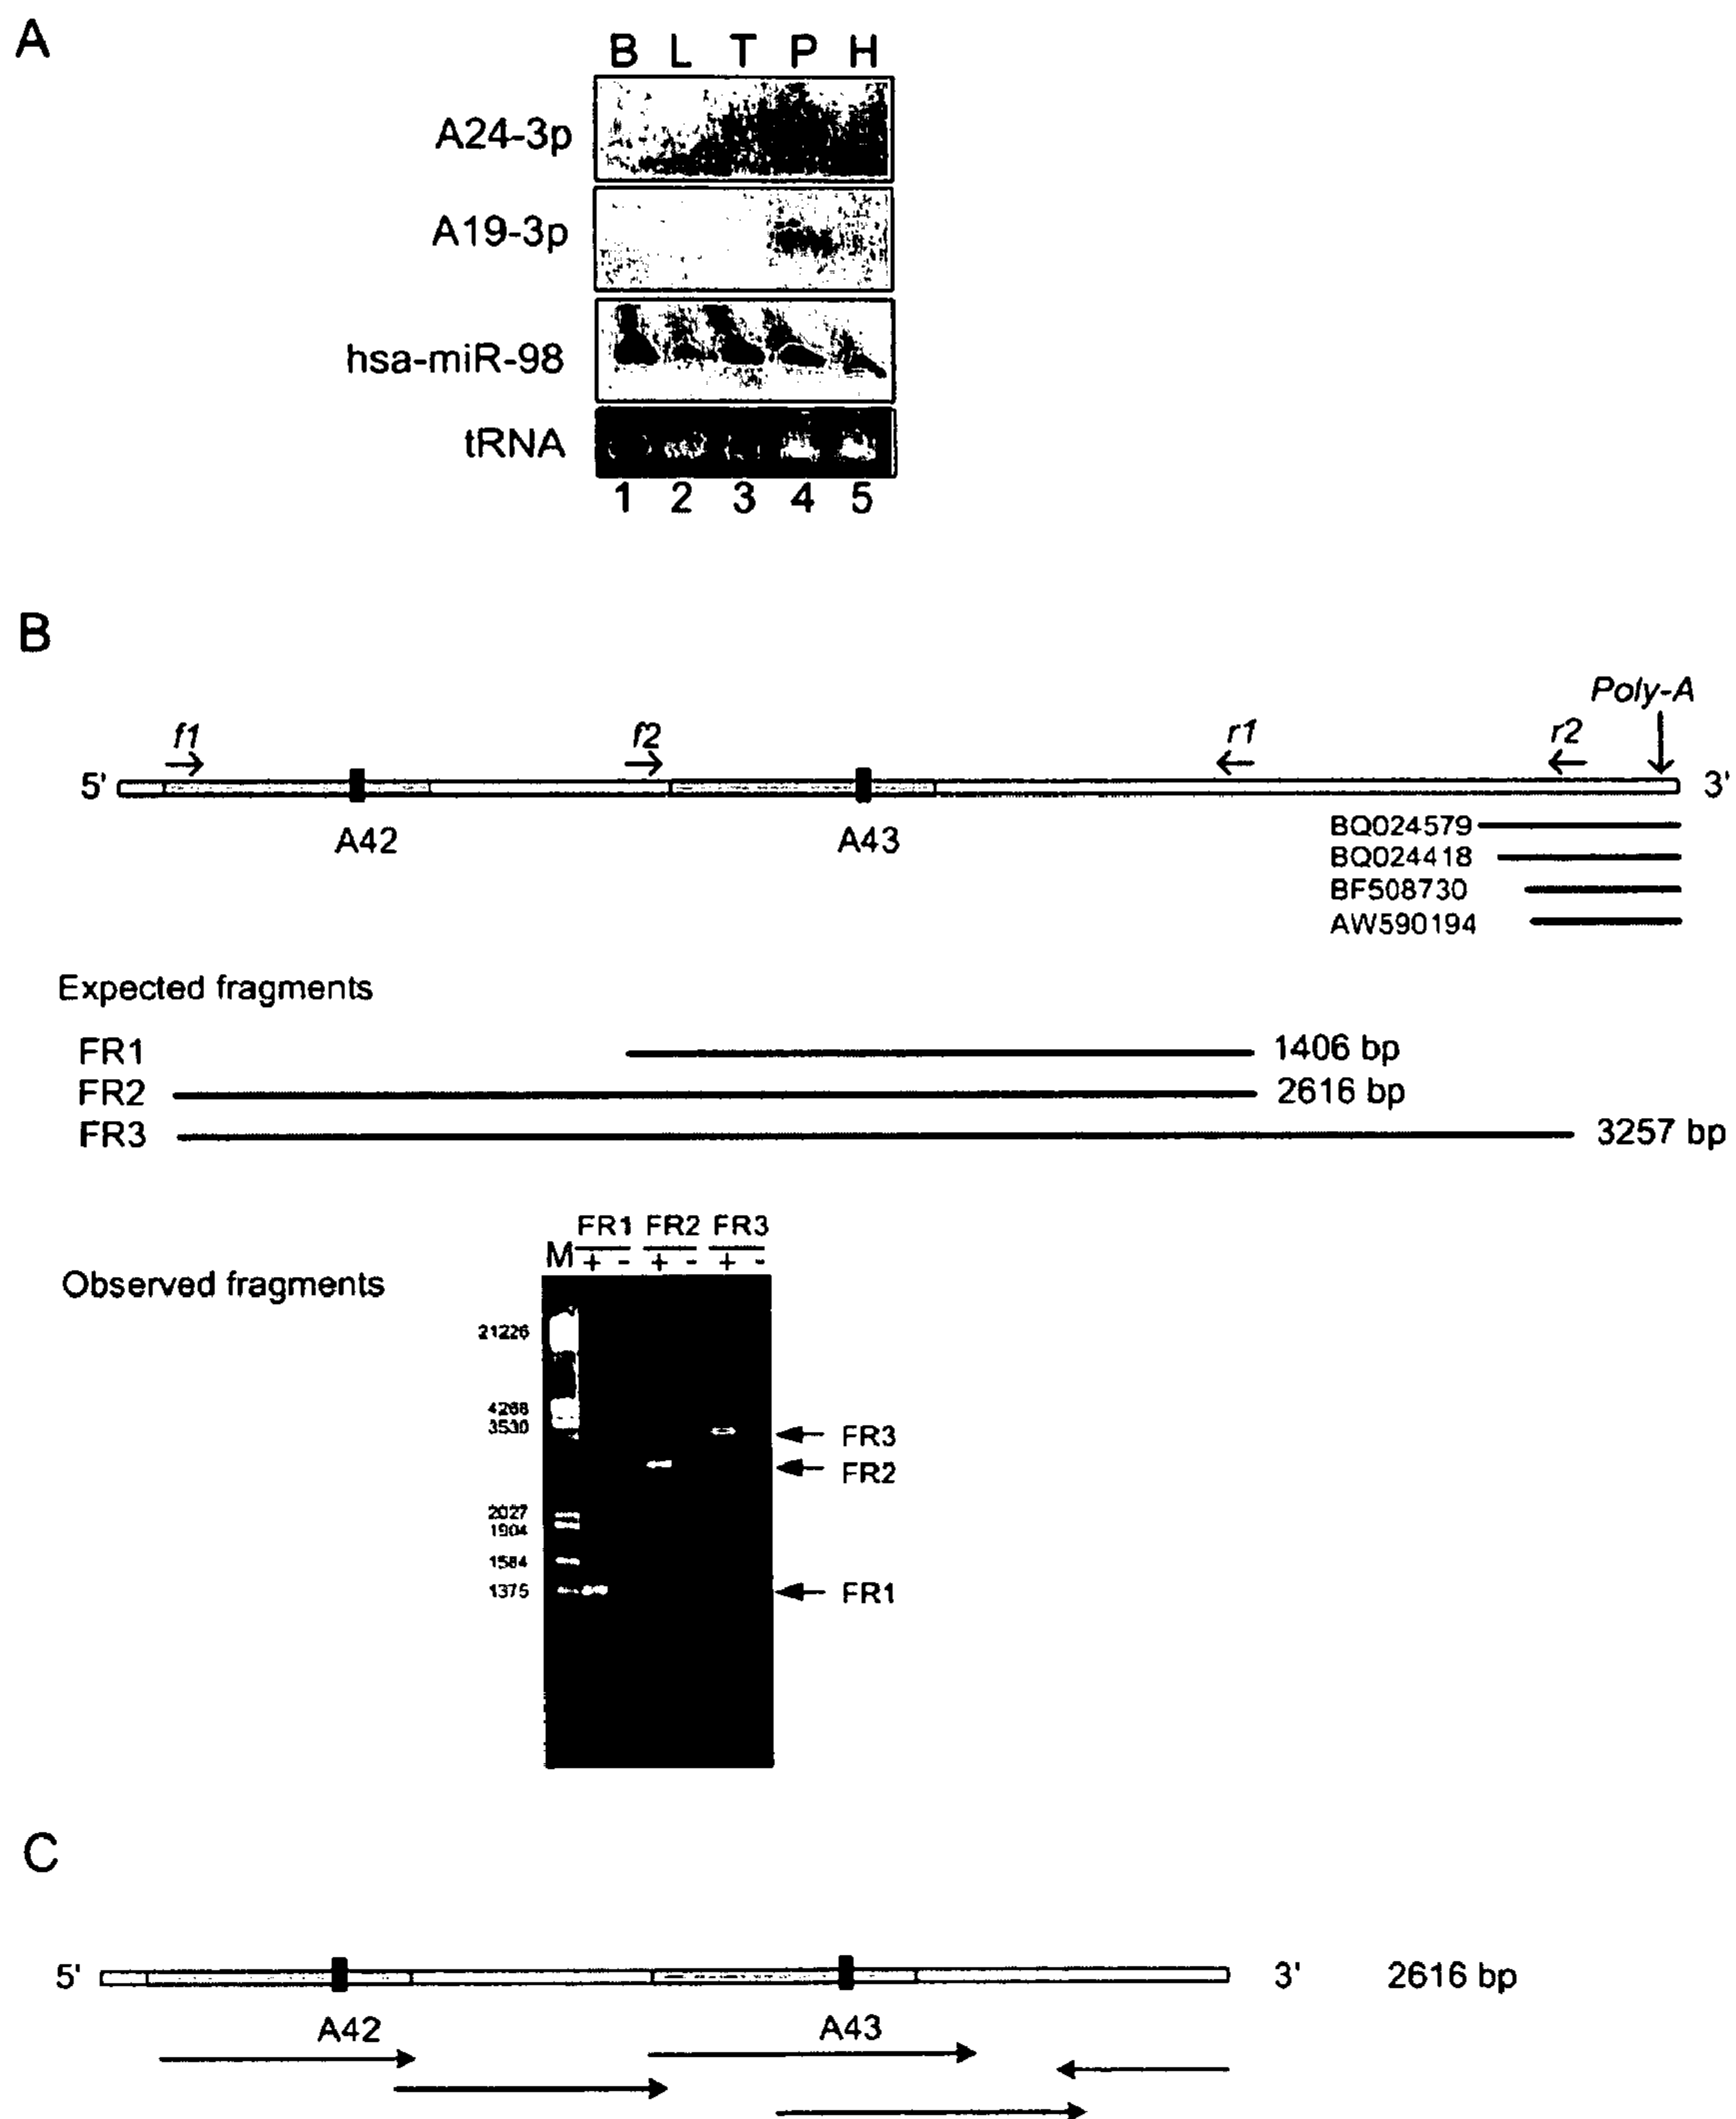 A
B L T P H
A24-3p
A19-3p
hsa-miR-98
tRNA
1 2 3 4 5
B
Poly-A
f1 f2 r1 r2
5' 3'
A42 A43
BQ024579
BQ024418
BF508730
AW590194
Expected fragments
FR1 1406 bp
FR2 2616 bp
FR3 3257 bp
FR1 FR2 FR3
M + - + - + -
Observed fragments
21226
4268
3530
FR3
FR2
2027
1904
1584
1375
FR1
C
5' 3' 2616 bp
A42 A43